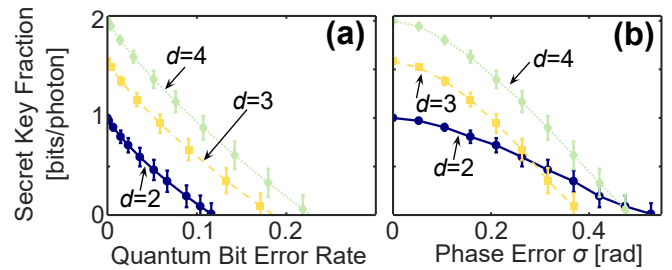 Secret Key Fraction
[bits/photon]
2
1
0
(a)
d=4
d=3
d=2
0 0.1 0.2
Quantum Bit Error Rate
(b)
d=4
d=3
d=2
0 0.2 0.4
Phase Error σ [rad]